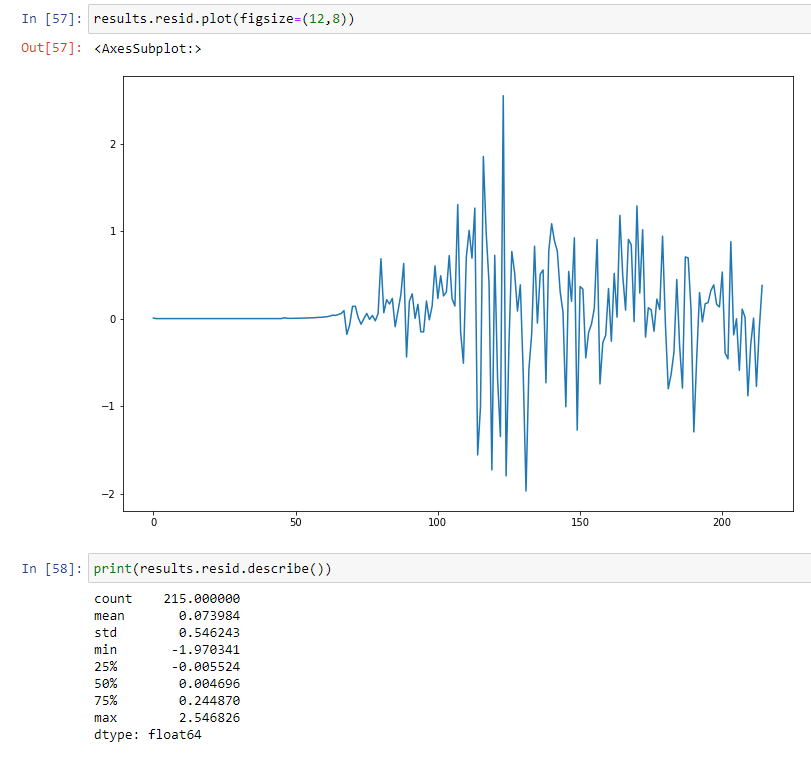 In [57]: results.resid.plot(figsize=(12,8))
Out[57]: <AxesSubplot:>
2
1
0
−1
−2
0 50 100 150 200
In [58]: print(results.resid.describe())
count 215.000000
mean 0.073984
std 0.546243
min -1.970341
25% -0.005524
50% 0.004696
75% 0.244870
max 2.546826
dtype: float64